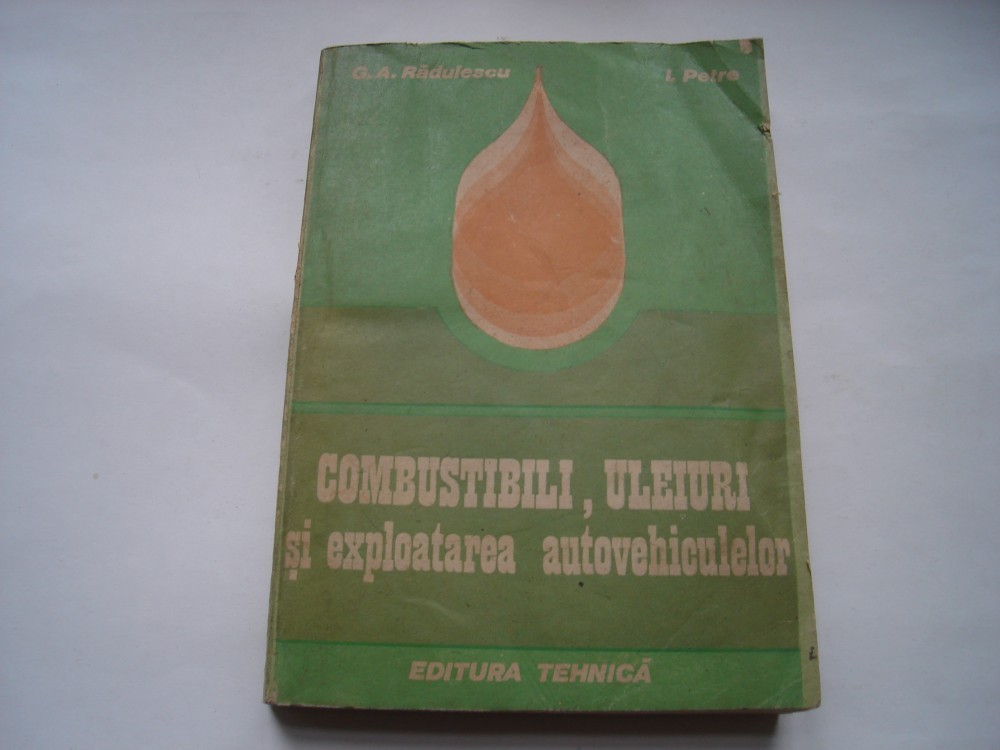 G.A. Rădulescu
I. Petre
COMBUSTIBILI, ULEIURI
și exploatarea autovehiculelor
EDITURA TEHNICĂ